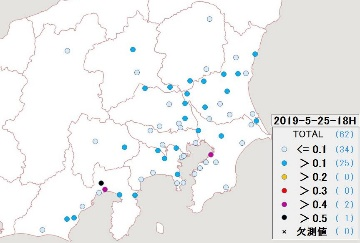 2019-5-25-18H
TOTAL (62)
<= 0.1 (34)
> 0.1 (25)
> 0.2 ( 0)
> 0.3 ( 0)
> 0.4 ( 2)
> 0.5 ( 1)
× 欠測値 ( 0)